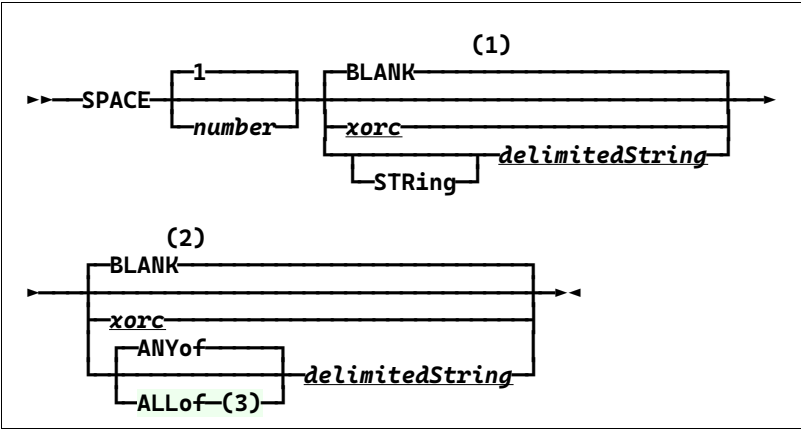 (1)
1 BLANK
SPACE
number xorc
delimitedString
STRing
(2)
BLANK
xorc
ANYof
delimitedString
ALLof (3)